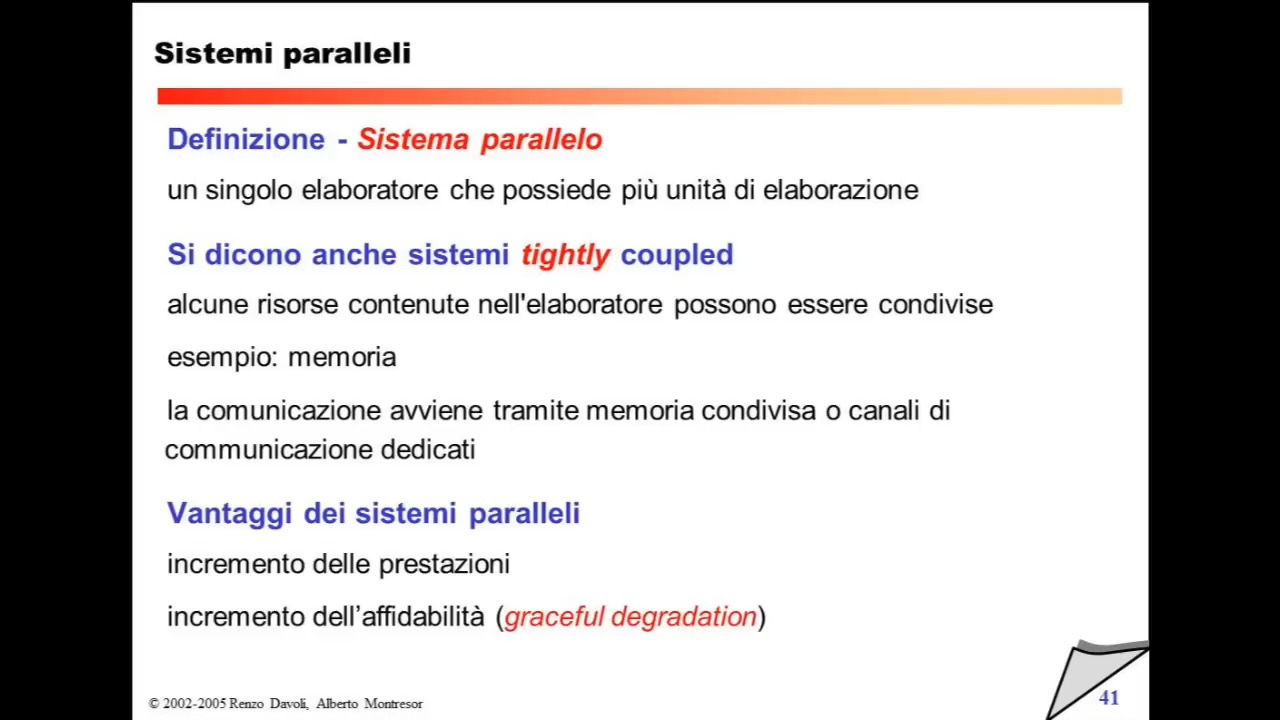 Sistemi paralleli
Definizione - Sistema parallelo
un singolo elaboratore che possiede più unità di elaborazione
Si dicono anche sistemi tightly coupled
alcune risorse contenute nell'elaboratore possono essere condivise
esempio: memoria
la comunicazione avviene tramite memoria condivisa o canali di
communicazione dedicati
Vantaggi dei sistemi paralleli
incremento delle prestazioni
incremento dell’affidabilità (graceful degradation)
© 2002-2005 Renzo Davoli, Alberto Montresor
41